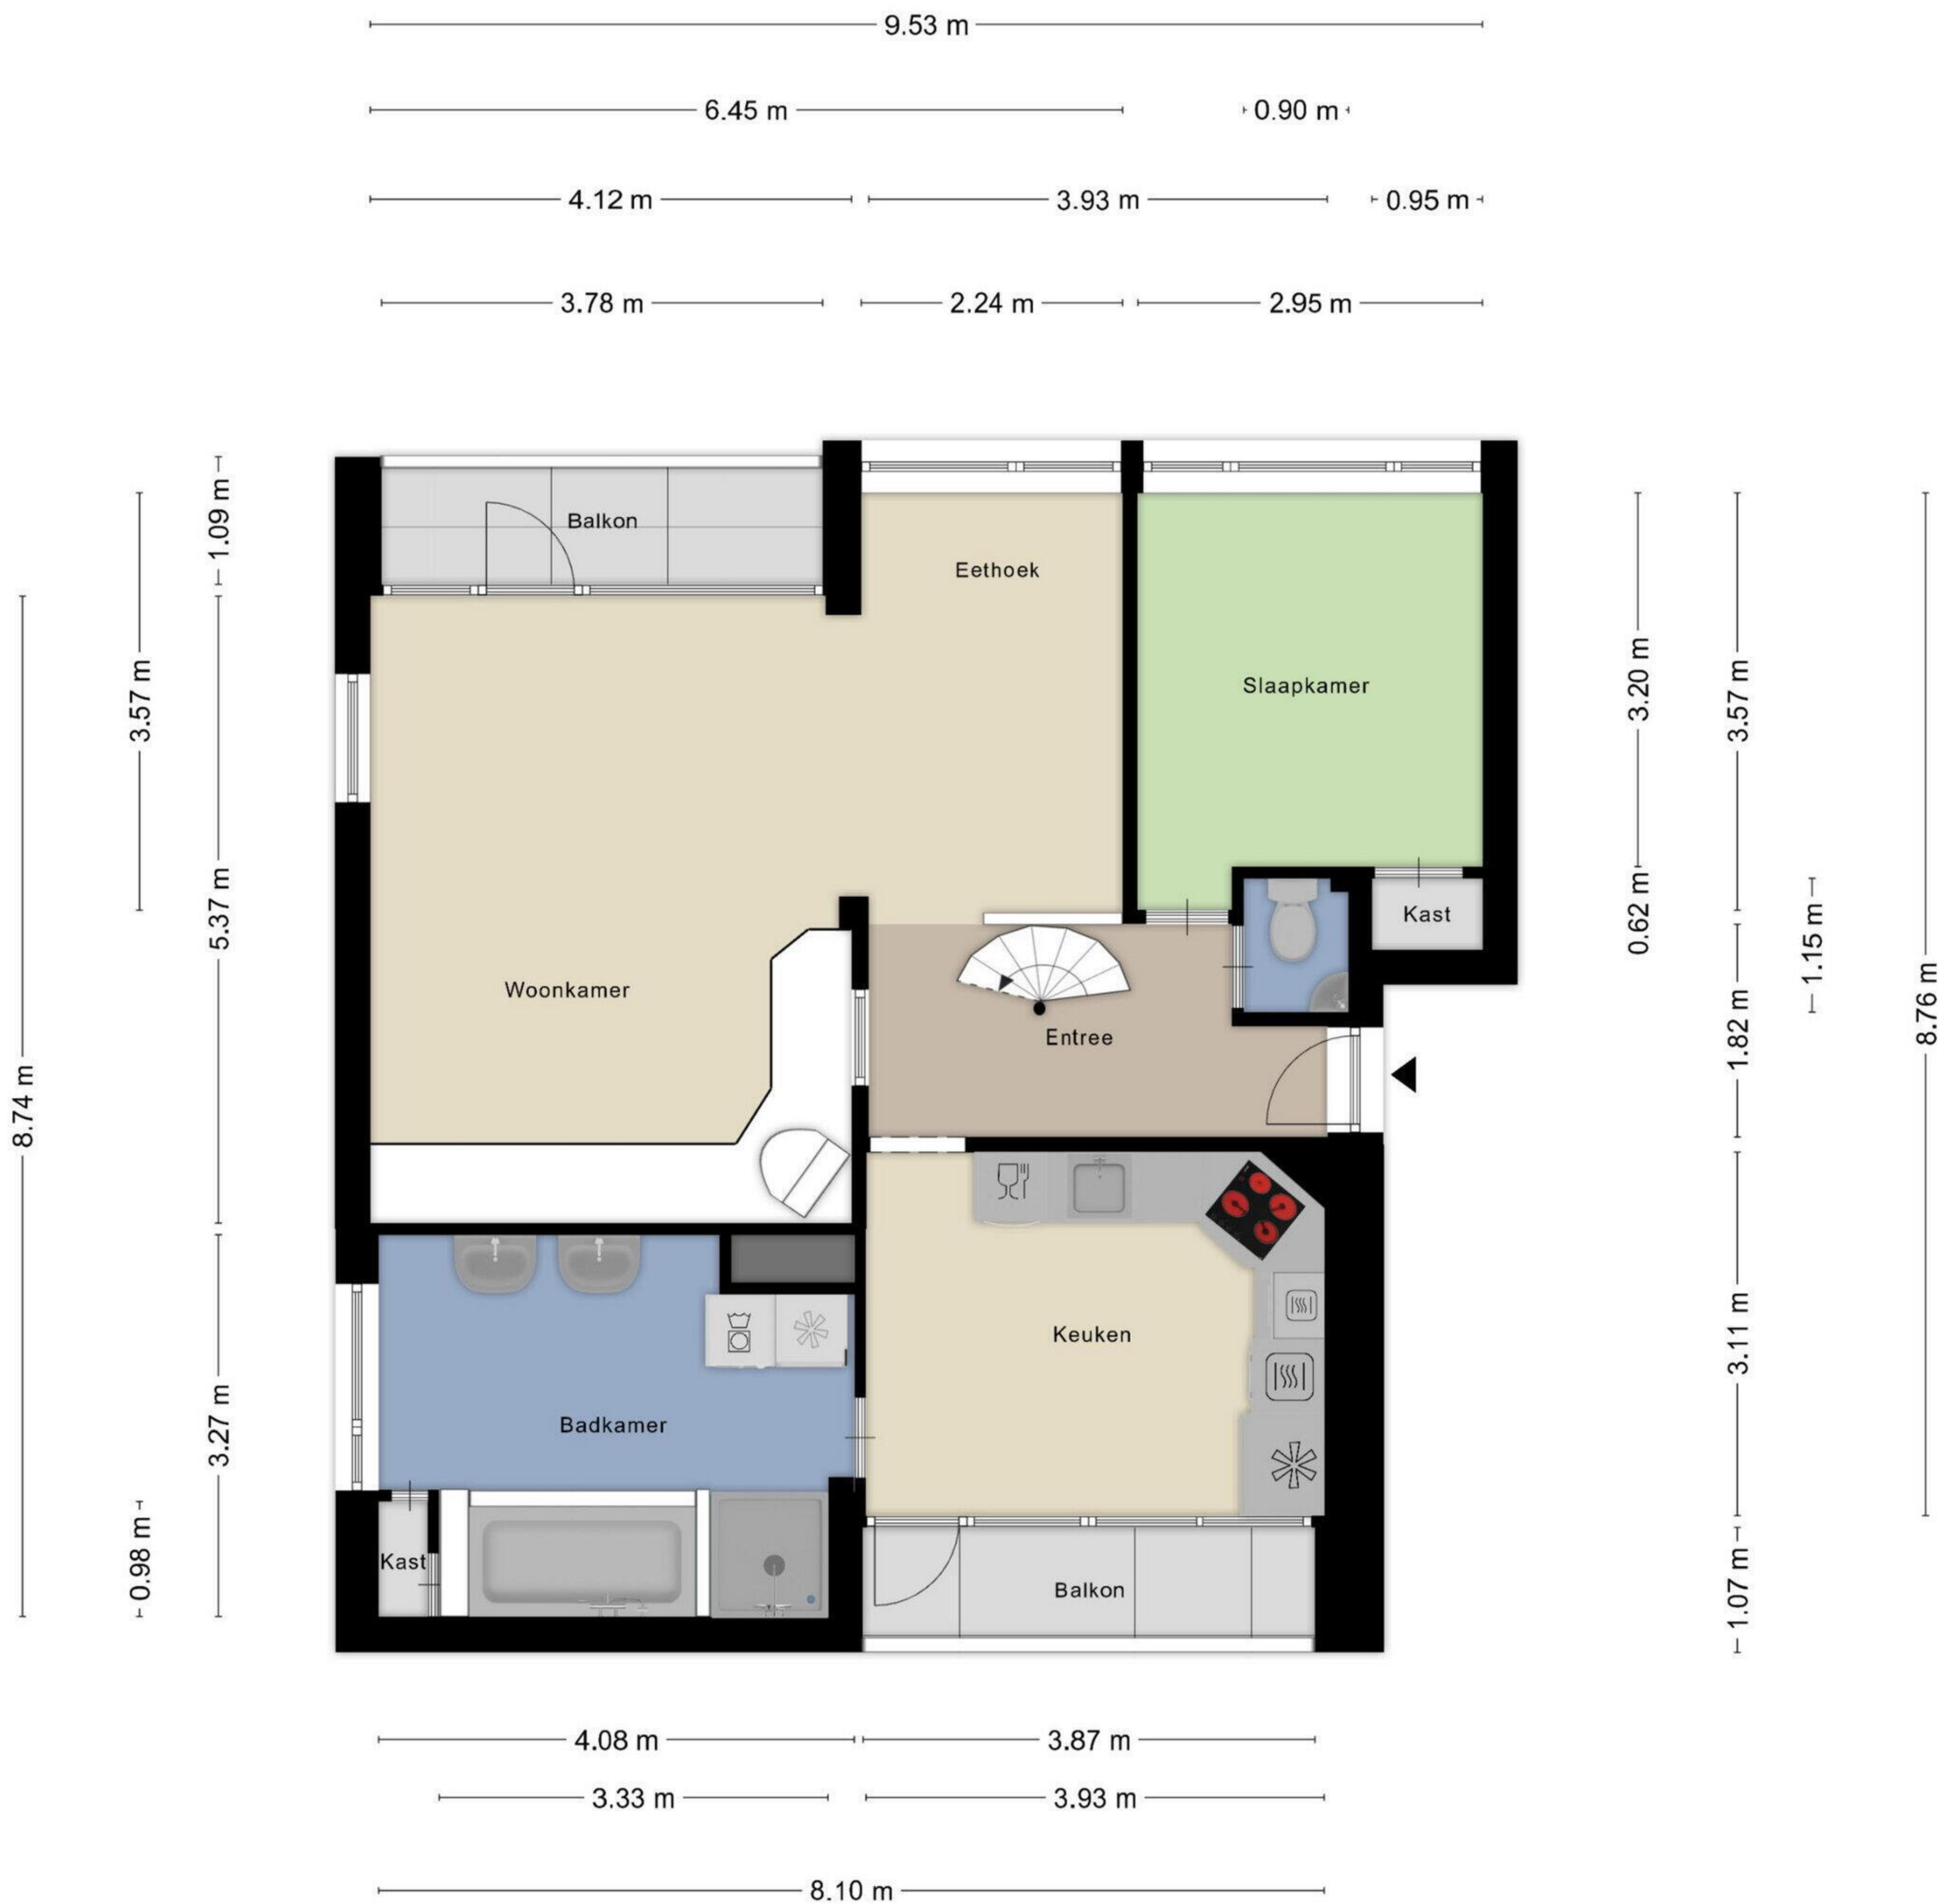 9.53 m
6.45 m
0.90 m
4.12 m
3.93 m
0.95 m
3.78 m
2.24 m
2.95 m
1.09 m
3.57 m
5.37 m
8.74 m
3.27 m
0.98 m
Balkon
Eethoek
Slaapkamer
Kast
Woonkamer
Entree
Keuken
Badkamer
Kast
Balkon
3.20 m
3.57 m
0.62 m
1.15 m
1.82 m
8.76 m
3.11 m
1.07 m
4.08 m
3.87 m
3.33 m
3.93 m
8.10 m